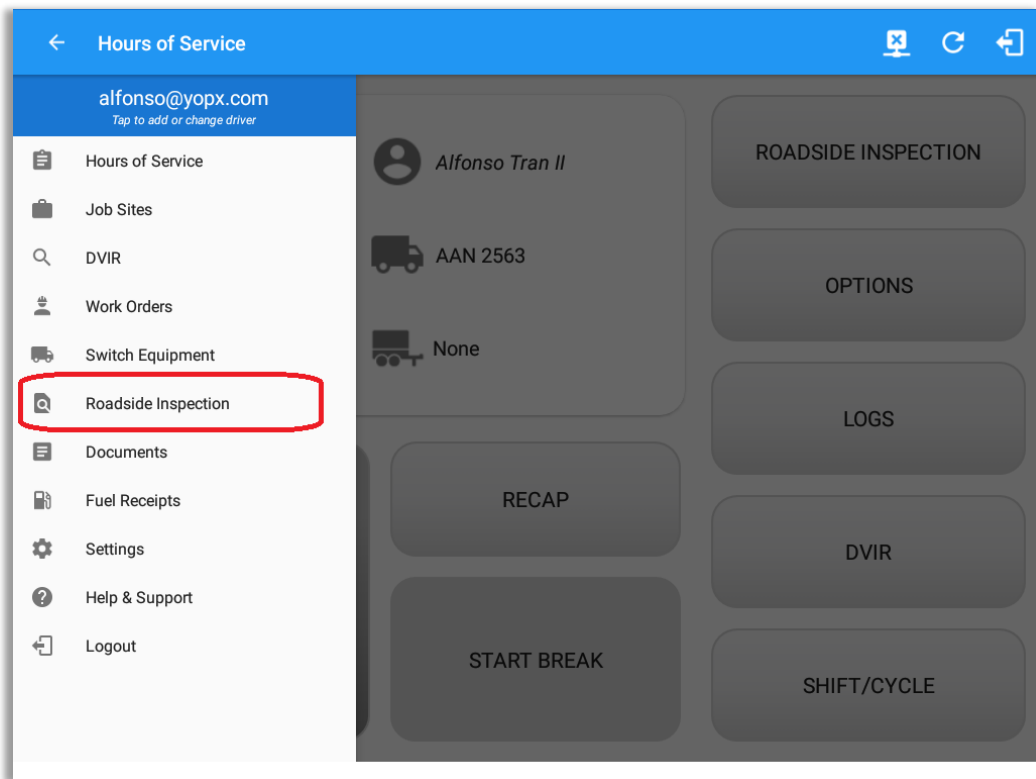 Hours of Service
alfonso@yopx.com
Tap to add or change driver
Hours of Service
Job Sites
DVIR
Work Orders
Switch Equipment
Roadside Inspection
Documents
Fuel Receipts
Settings
Help & Support
Logout
Alfonso Tran II
AAN 2563
None
RECAP
START BREAK
ROADSIDE INSPECTION
OPTIONS
LOGS
DVIR
SHIFT/CYCLE